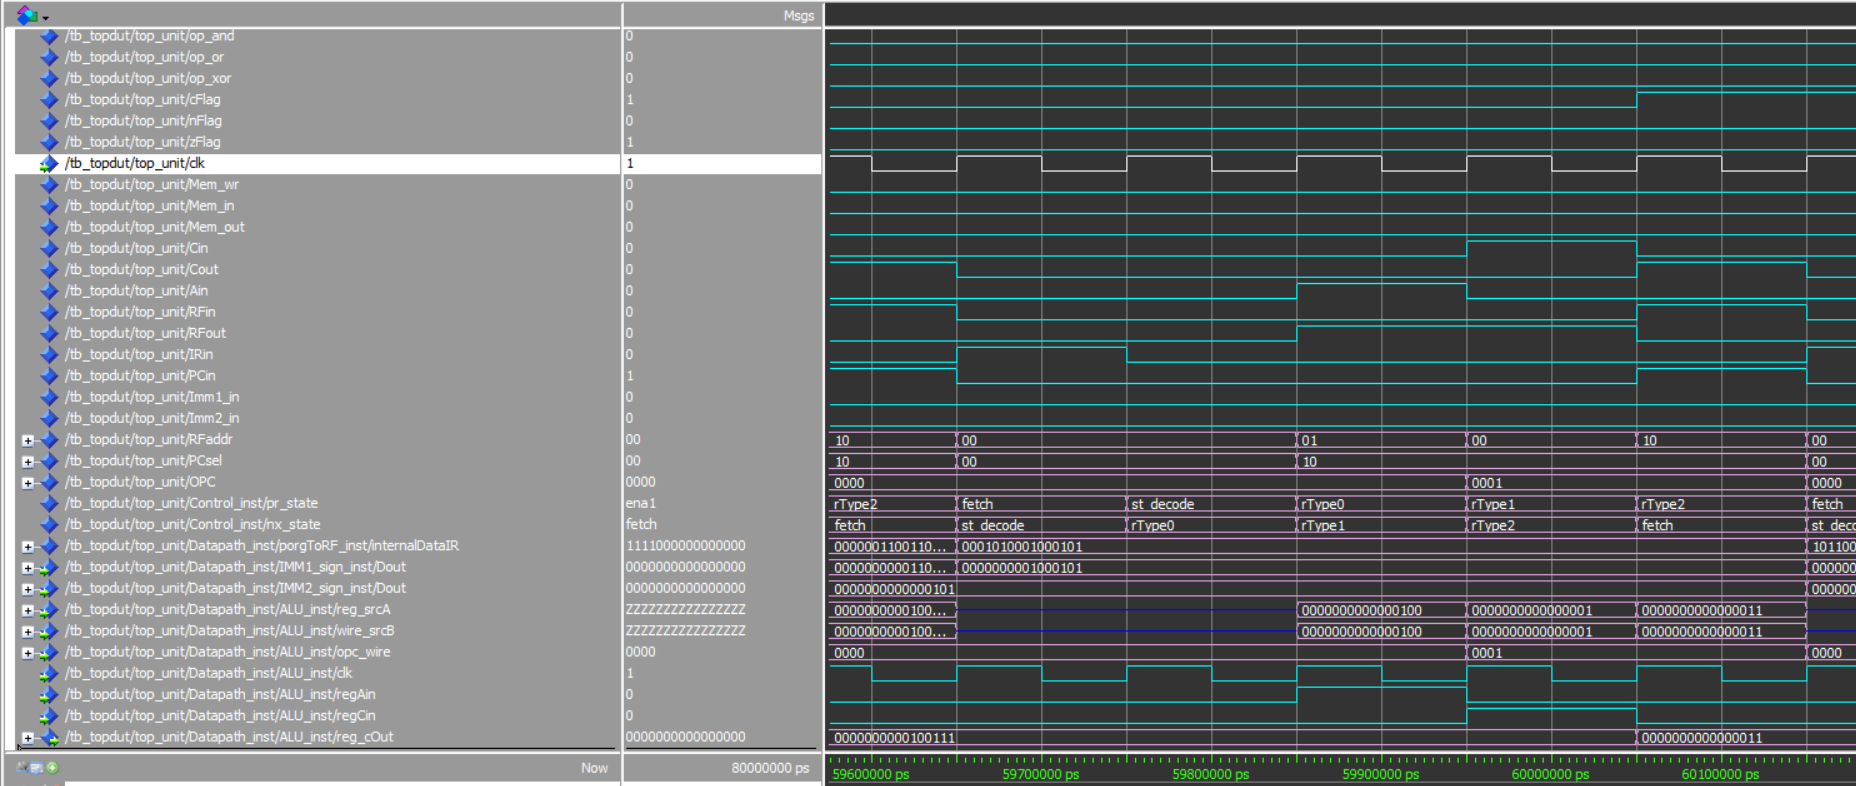 Msgs
/tb_topdut/top_unit/op_and 0
/tb_topdut/top_unit/op_or 0
/tb_topdut/top_unit/op_xor 0
/tb_topdut/top_unit/cFlag 1
/tb_topdut/top_unit/nFlag 0
/tb_topdut/top_unit/zFlag 1
/tb_topdut/top_unit/clk 1
/tb_topdut/top_unit/Mem_wr 0
/tb_topdut/top_unit/Mem_in 0
/tb_topdut/top_unit/Mem_out 0
/tb_topdut/top_unit/Cin 0
/tb_topdut/top_unit/Cout 0
/tb_topdut/top_unit/Ain 0
/tb_topdut/top_unit/RFin 0
/tb_topdut/top_unit/RFout 0
/tb_topdut/top_unit/IRin 0
/tb_topdut/top_unit/PCin 1
/tb_topdut/top_unit/Imm1_in 0
/tb_topdut/top_unit/Imm2_in 0
/tb_topdut/top_unit/RFaddr 00 10 00 01 00 10 00
/tb_topdut/top_unit/PCsel 00 10 00 10 00
/tb_topdut/top_unit/OPC 0000 0000 0001 0000
/tb_topdut/top_unit/Control_inst/pr_state ena1 rType2 fetch st_decode rType0 rType1 rType2 fetch
/tb_topdut/top_unit/Control_inst/nx_state fetch fetch st_decode rType0 rType1 rType2 fetch st_dec
/tb_topdut/top_unit/Datapath_inst/porgToRF_inst/internalDataIR 1111000000000000 0000001100110... 0001010001000101 101100
/tb_topdut/top_unit/Datapath_inst/IMM1_sign_inst/Dout 0000000000000000 0000000000110... 0000000001000101 000000
/tb_topdut/top_unit/Datapath_inst/IMM2_sign_inst/Dout 0000000000000000 0000000000000101 000000
/tb_topdut/top_unit/Datapath_inst/ALU_inst/reg_srcA ZZZZZZZZZZZZZZZZ 0000000000100... 0000000000000100 0000000000000001 0000000000000011
/tb_topdut/top_unit/Datapath_inst/ALU_inst/wire_srcB ZZZZZZZZZZZZZZZZ 0000000000100... 0000000000000100 0000000000000001 0000000000000011
/tb_topdut/top_unit/Datapath_inst/ALU_inst/opc_wire 0000 0000 0001 0000
/tb_topdut/top_unit/Datapath_inst/ALU_inst/clk 1
/tb_topdut/top_unit/Datapath_inst/ALU_inst/regAin 0
/tb_topdut/top_unit/Datapath_inst/ALU_inst/regCin 0
/tb_topdut/top_unit/Datapath_inst/ALU_inst/reg_cOut 0000000000000000 0000000000100111 0000000000000011
Now 80000000 ps 59600000 ps 59700000 ps 59800000 ps 59900000 ps 60000000 ps 60100000 ps